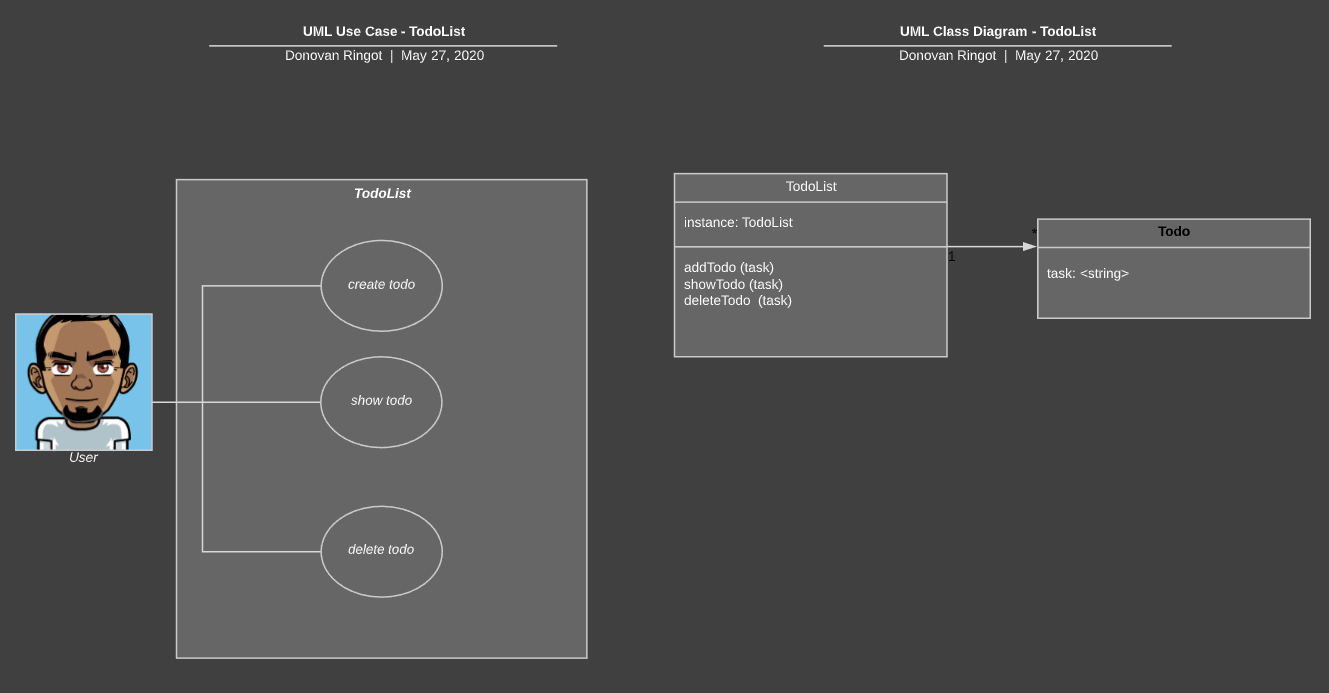 UML Use Case - TodoList
Donovan Ringot | May 27, 2020
TodoList
create todo
show todo
delete todo
User
UML Class Diagram - TodoList
Donovan Ringot | May 27, 2020
TodoList
instance: TodoList
addTodo (task)
showTodo (task)
deleteTodo (task)
1
*
Todo
task: <string>